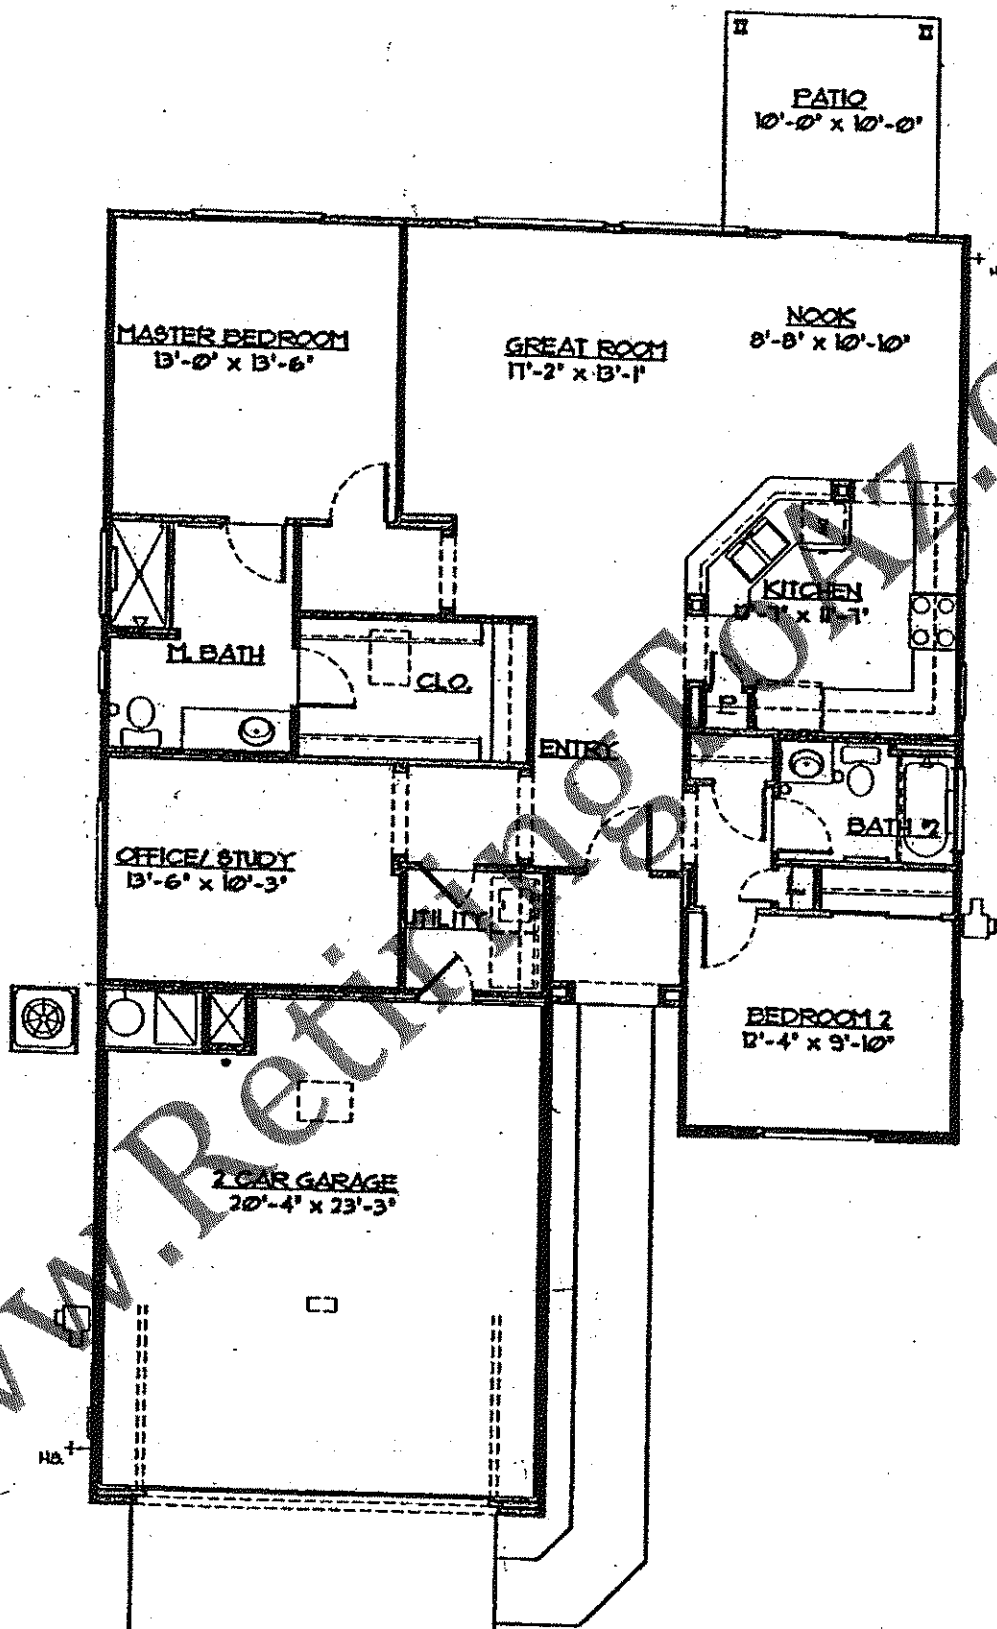 PATIO
10'-0" x 10'-0"
NOOK
8'-8" x 10'-10"
MASTER BEDROOM
13'-0" x 13'-6"
GREAT ROOM
17'-2" x 13'-1"
KITCHEN
M. BATH
CLO.
P
ENTRY
BATH #2
OFFICE/ STUDY
13'-6" x 10'-3"
UTILITY
L
BEDROOM 2
12'-4" x 9'-10"
2 CAR GARAGE
20'-4" x 23'-3"
H.B.
w.RetiringToAZ.c